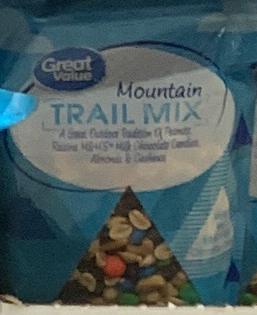 Great
Value
Mountain
TRAIL MIX
A Great Outdoor Tradition Of Peanuts,
Raisins, M&M'S® Milk Chocolate Candies,
Almonds & Cashews